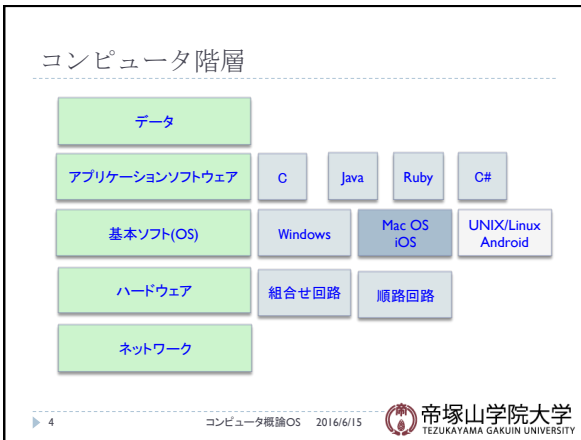 コンピュータ階層
データ
アプリケーションソフトウェア
C
Java
Ruby
C#
基本ソフト(OS)
Windows
Mac OS
iOS
UNIX/Linux
Android
ハードウェア
組合せ回路
順路回路
ネットワーク
4
コンピュータ概論OS 2016/6/15
帝塚山学院大学
TEZUKAYAMA GAKUIN UNIVERSITY